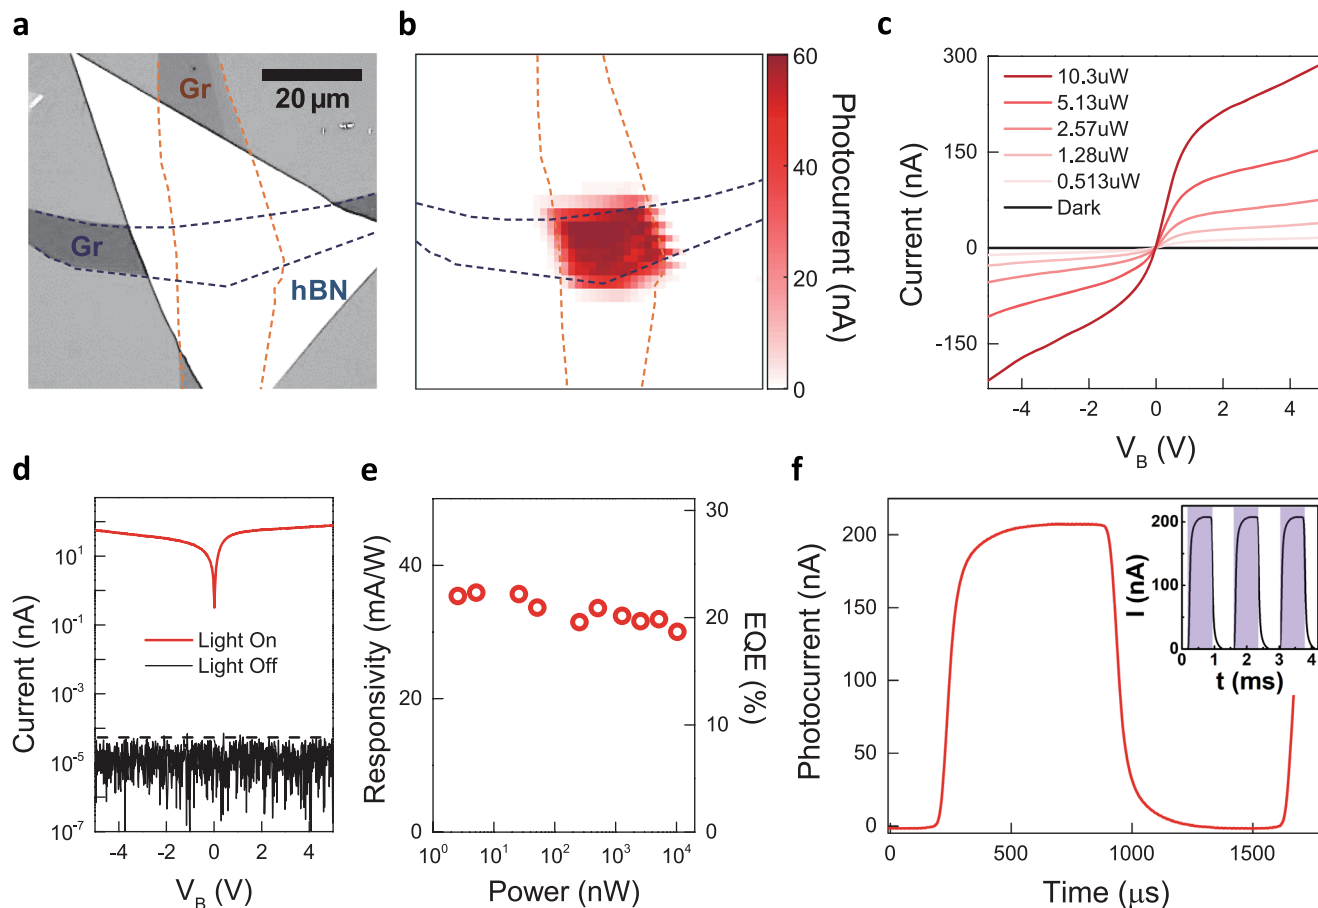 a
Gr
20 μm
Gr
hBN
b
60
40
20
0
Photocurrent (nA)
c
300
150
0
-150
Current (nA)
10.3uW
5.13uW
2.57uW
1.28uW
0.513uW
Dark
-4 -2 0 2 4
V_B (V)
d
10^1
10^-1
10^-3
10^-5
10^-7
Current (nA)
Light On
Light Off
-4 -2 0 2 4
V_B (V)
e
40
20
0
Responsivity (mA/W)
30
20
10
0
EQE (%)
10^0 10^1 10^2 10^3 10^4
Power (nW)
f
200
150
100
50
0
Photocurrent (nA)
0 500 1000 1500
Time (μs)
200
100
0
I (nA)
0 1 2 3 4
t (ms)